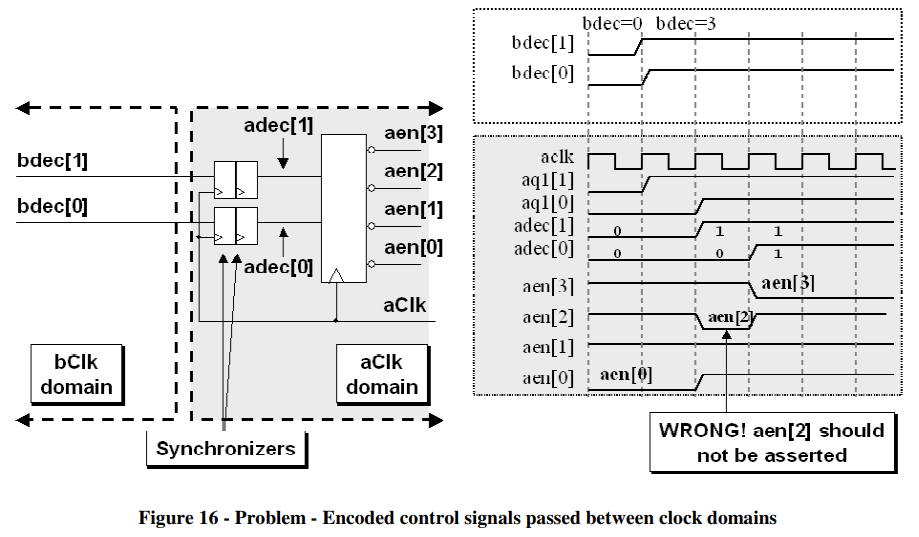 bdec[1]
bdec[0]
adec[1]
adec[0]
aen[3]
aen[2]
aen[1]
aen[0]
aClk
bClk
domain
aClk
domain
Synchronizers
bdec=0 bdec=3
bdec[1]
bdec[0]
aclk
aq1[1]
aq1[0]
adec[1] 0 1 1
adec[0] 0 0 1
aen[3] aen[3]
aen[2] aen[2]
aen[1]
aen[0] aen[0]
WRONG! aen[2] should
not be asserted
Figure 16 - Problem - Encoded control signals passed between clock domains